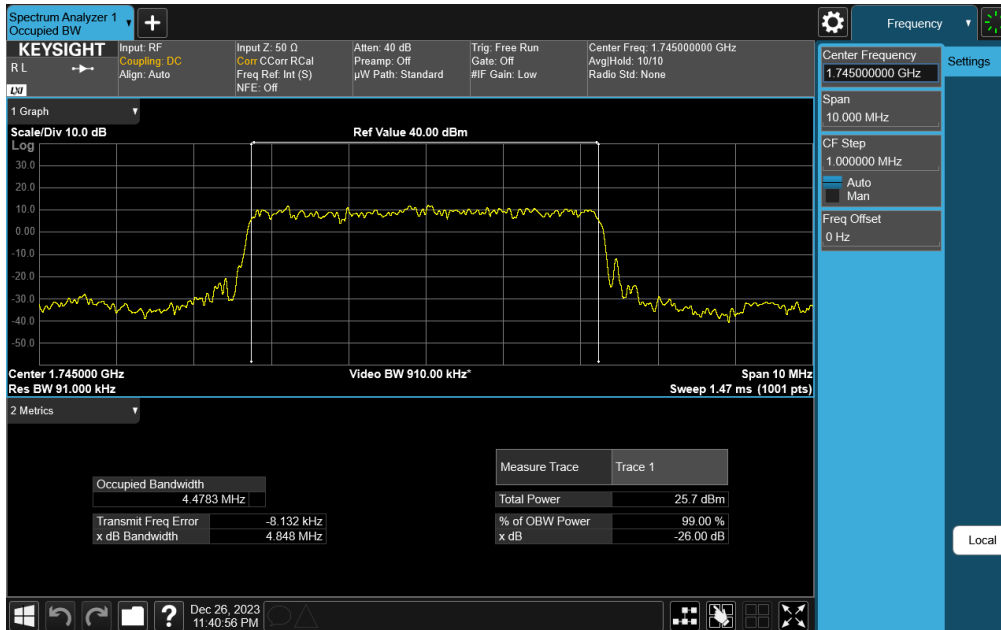 Spectrum Analyzer 1
Occupied BW
Frequency
KEYSIGHT
R L
LXI
Input: RF
Coupling: DC
Align: Auto
Input Z: 50 Ω
Corr CCorr RCal
Freq Ref: Int (S)
NFE: Off
Atten: 40 dB
Preamp: Off
µW Path: Standard
Trig: Free Run
Gate: Off
#IF Gain: Low
Center Freq: 1.745000000 GHz
Avg|Hold: 10/10
Radio Std: None
Center Frequency
1.745000000 GHz
Settings
Span
10.000 MHz
CF Step
1.000000 MHz
Auto
Man
Freq Offset
0 Hz
Local
1 Graph
Scale/Div 10.0 dB
Ref Value 40.00 dBm
Log
30.0
20.0
10.0
0.00
-10.0
-20.0
-30.0
-40.0
-50.0
Center 1.745000 GHz
Video BW 910.00 kHz*
Span 10 MHz
Res BW 91.000 kHz
Sweep 1.47 ms (1001 pts)
2 Metrics
Occupied Bandwidth
4.4783 MHz
Transmit Freq Error -8.132 kHz
x dB Bandwidth 4.848 MHz
Measure Trace Trace 1
Total Power 25.7 dBm
% of OBW Power 99.00 %
x dB -26.00 dB
?
Dec 26, 2023
11:40:56 PM